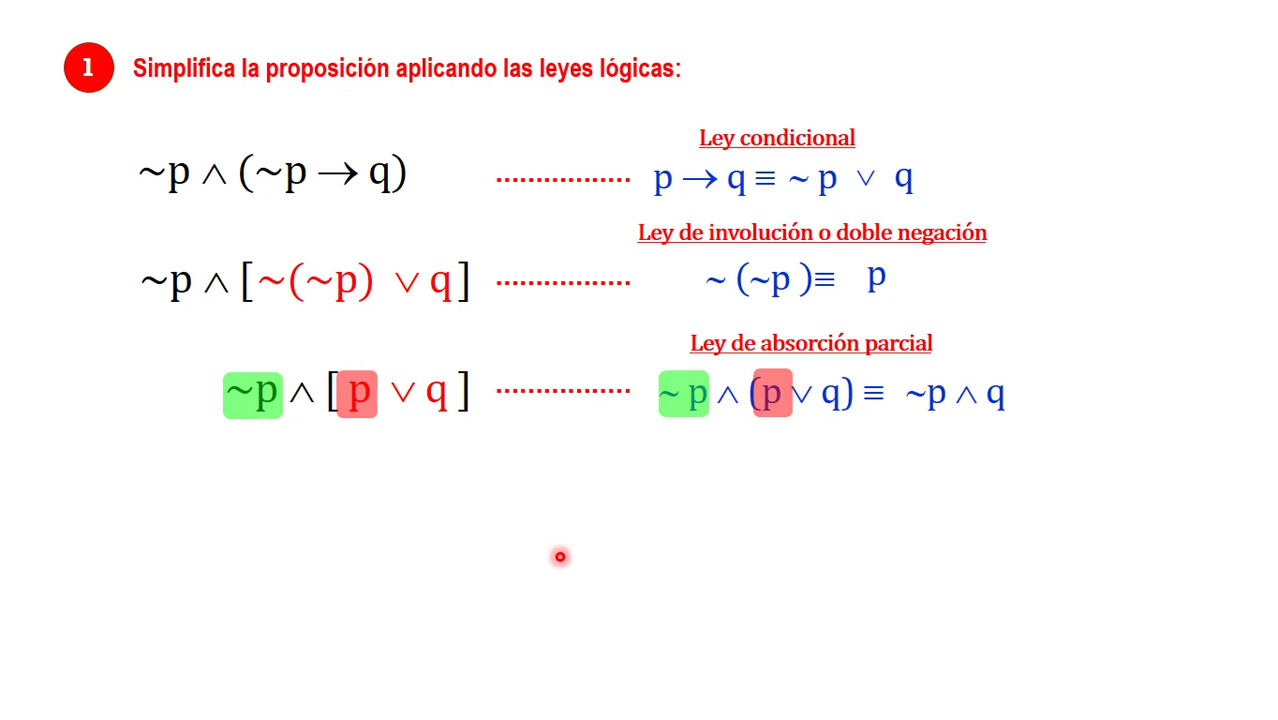 1 Simplifica la proposición aplicando las leyes lógicas:
Ley condicional
~p ∧ (~p → q) ................. p → q ≡ ~ p ∨ q
Ley de involución o doble negación
~p ∧ [~(~p) ∨ q] ................. ~ (~p )≡ p
Ley de absorción parcial
~p ∧ [ p ∨ q ] ................. ~ p ∧ (p ∨ q) ≡ ~p ∧ q